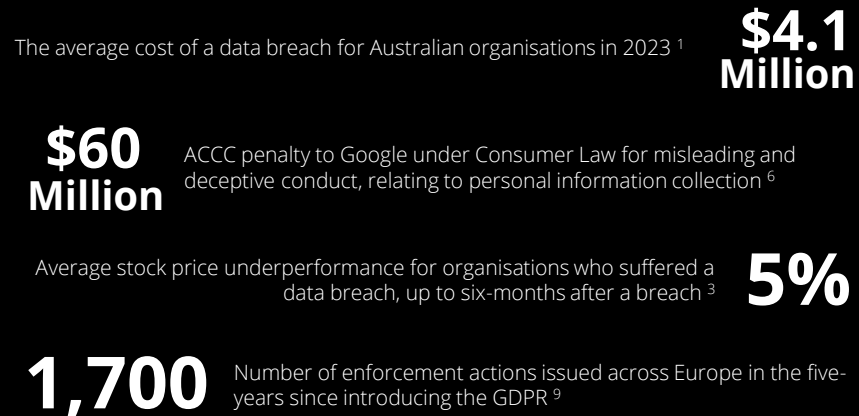 The average cost of a data breach for Australian organisations in 2023 1
$4.1
Million
$60
Million
ACCC penalty to Google under Consumer Law for misleading and
deceptive conduct, relating to personal information collection 6
Average stock price underperformance for organisations who suffered a
data breach, up to six-months after a breach 3
5%
1,700
Number of enforcement actions issued across Europe in the five-
years since introducing the GDPR 9